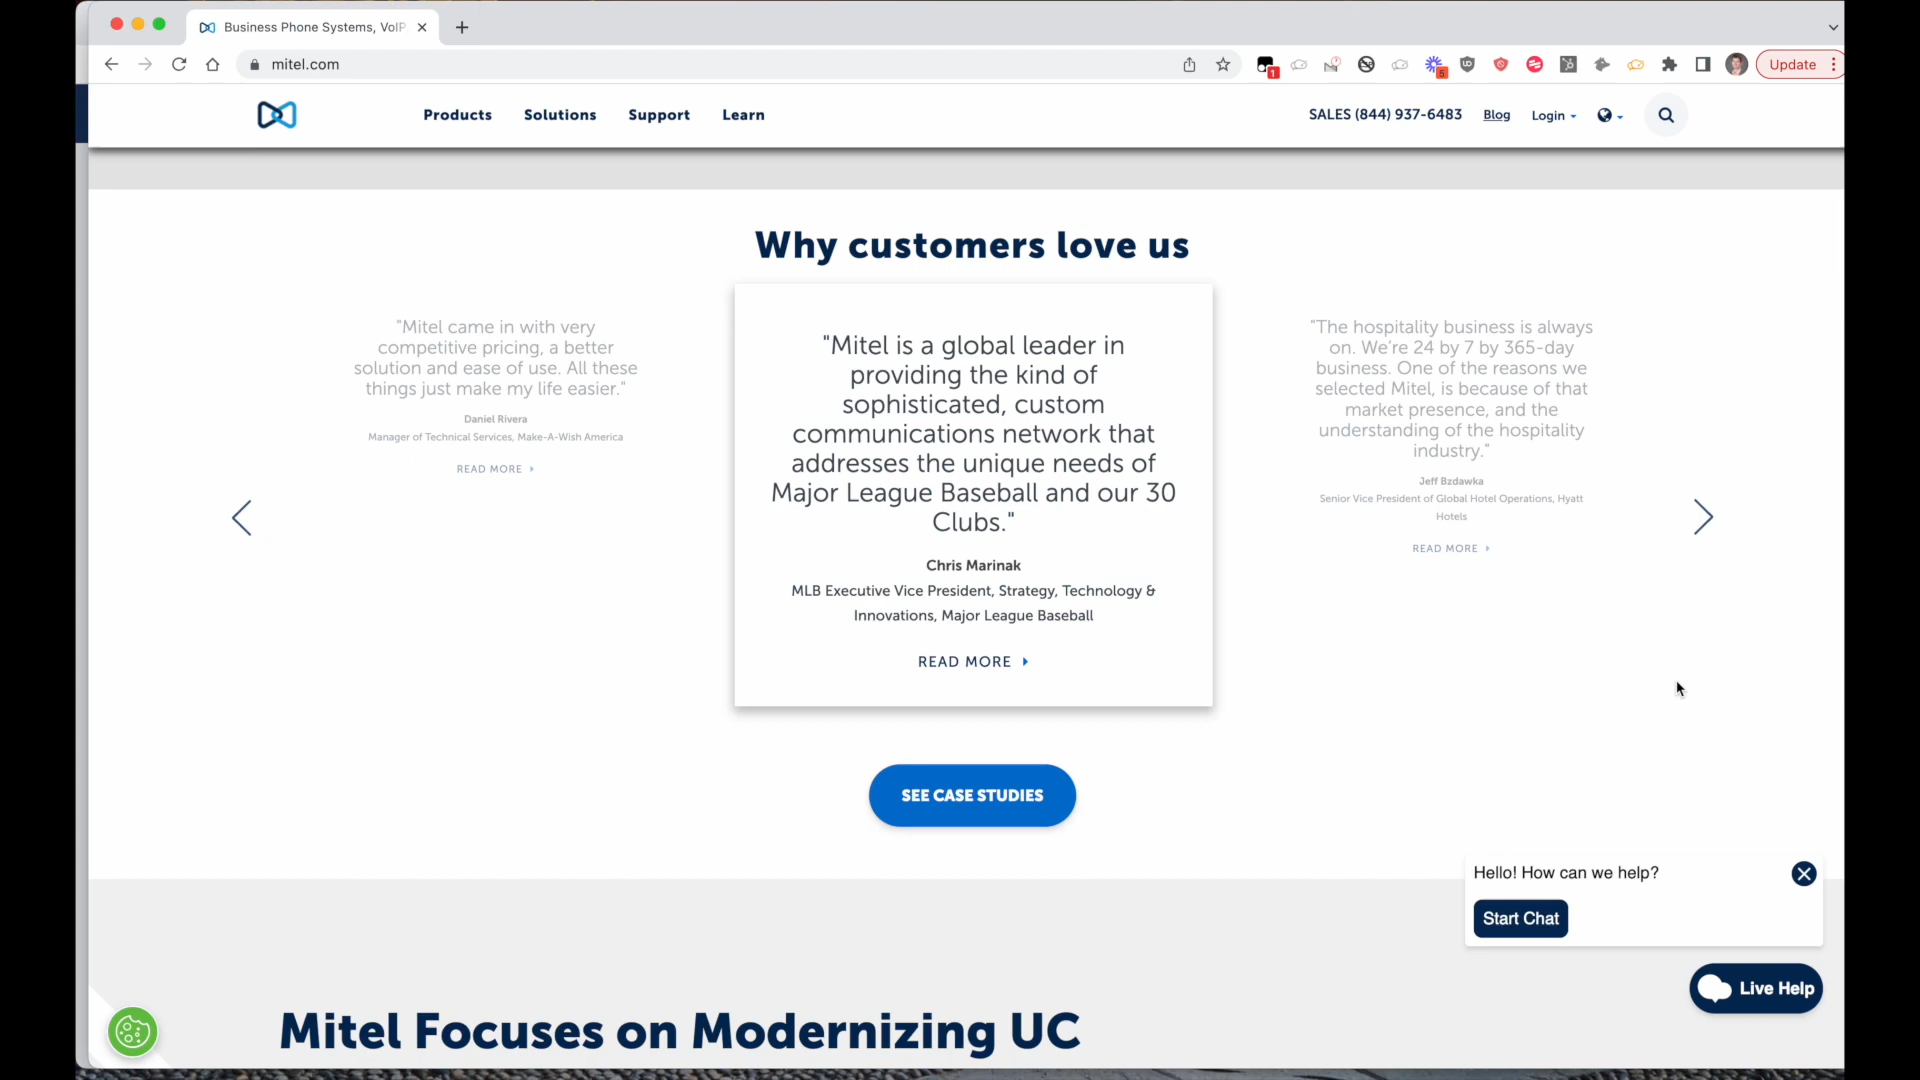 Business Phone Systems, VoIP
mitel.com
1
5
Update
Products
Solutions
Support
Learn
SALES (844) 937-6483
Blog
Login
Why customers love us
"Mitel came in with very
competitive pricing, a better
solution and ease of use. All these
things just make my life easier."
Daniel Rivera
Manager of Technical Services, Make-A-Wish America
READ MORE
"Mitel is a global leader in
providing the kind of
sophisticated, custom
communications network that
addresses the unique needs of
Major League Baseball and our 30
Clubs."
Chris Marinak
MLB Executive Vice President, Strategy, Technology &
Innovations, Major League Baseball
READ MORE
"The hospitality business is always
on. We're 24 by 7 by 365-day
business. One of the reasons we
selected Mitel, is because of that
market presence, and the
understanding of the hospitality
industry."
Jeff Bzdawka
Senior Vice President of Global Hotel Operations, Hyatt
Hotels
READ MORE
SEE CASE STUDIES
Hello! How can we help?
Start Chat
Live Help
Mitel Focuses on Modernizing UC